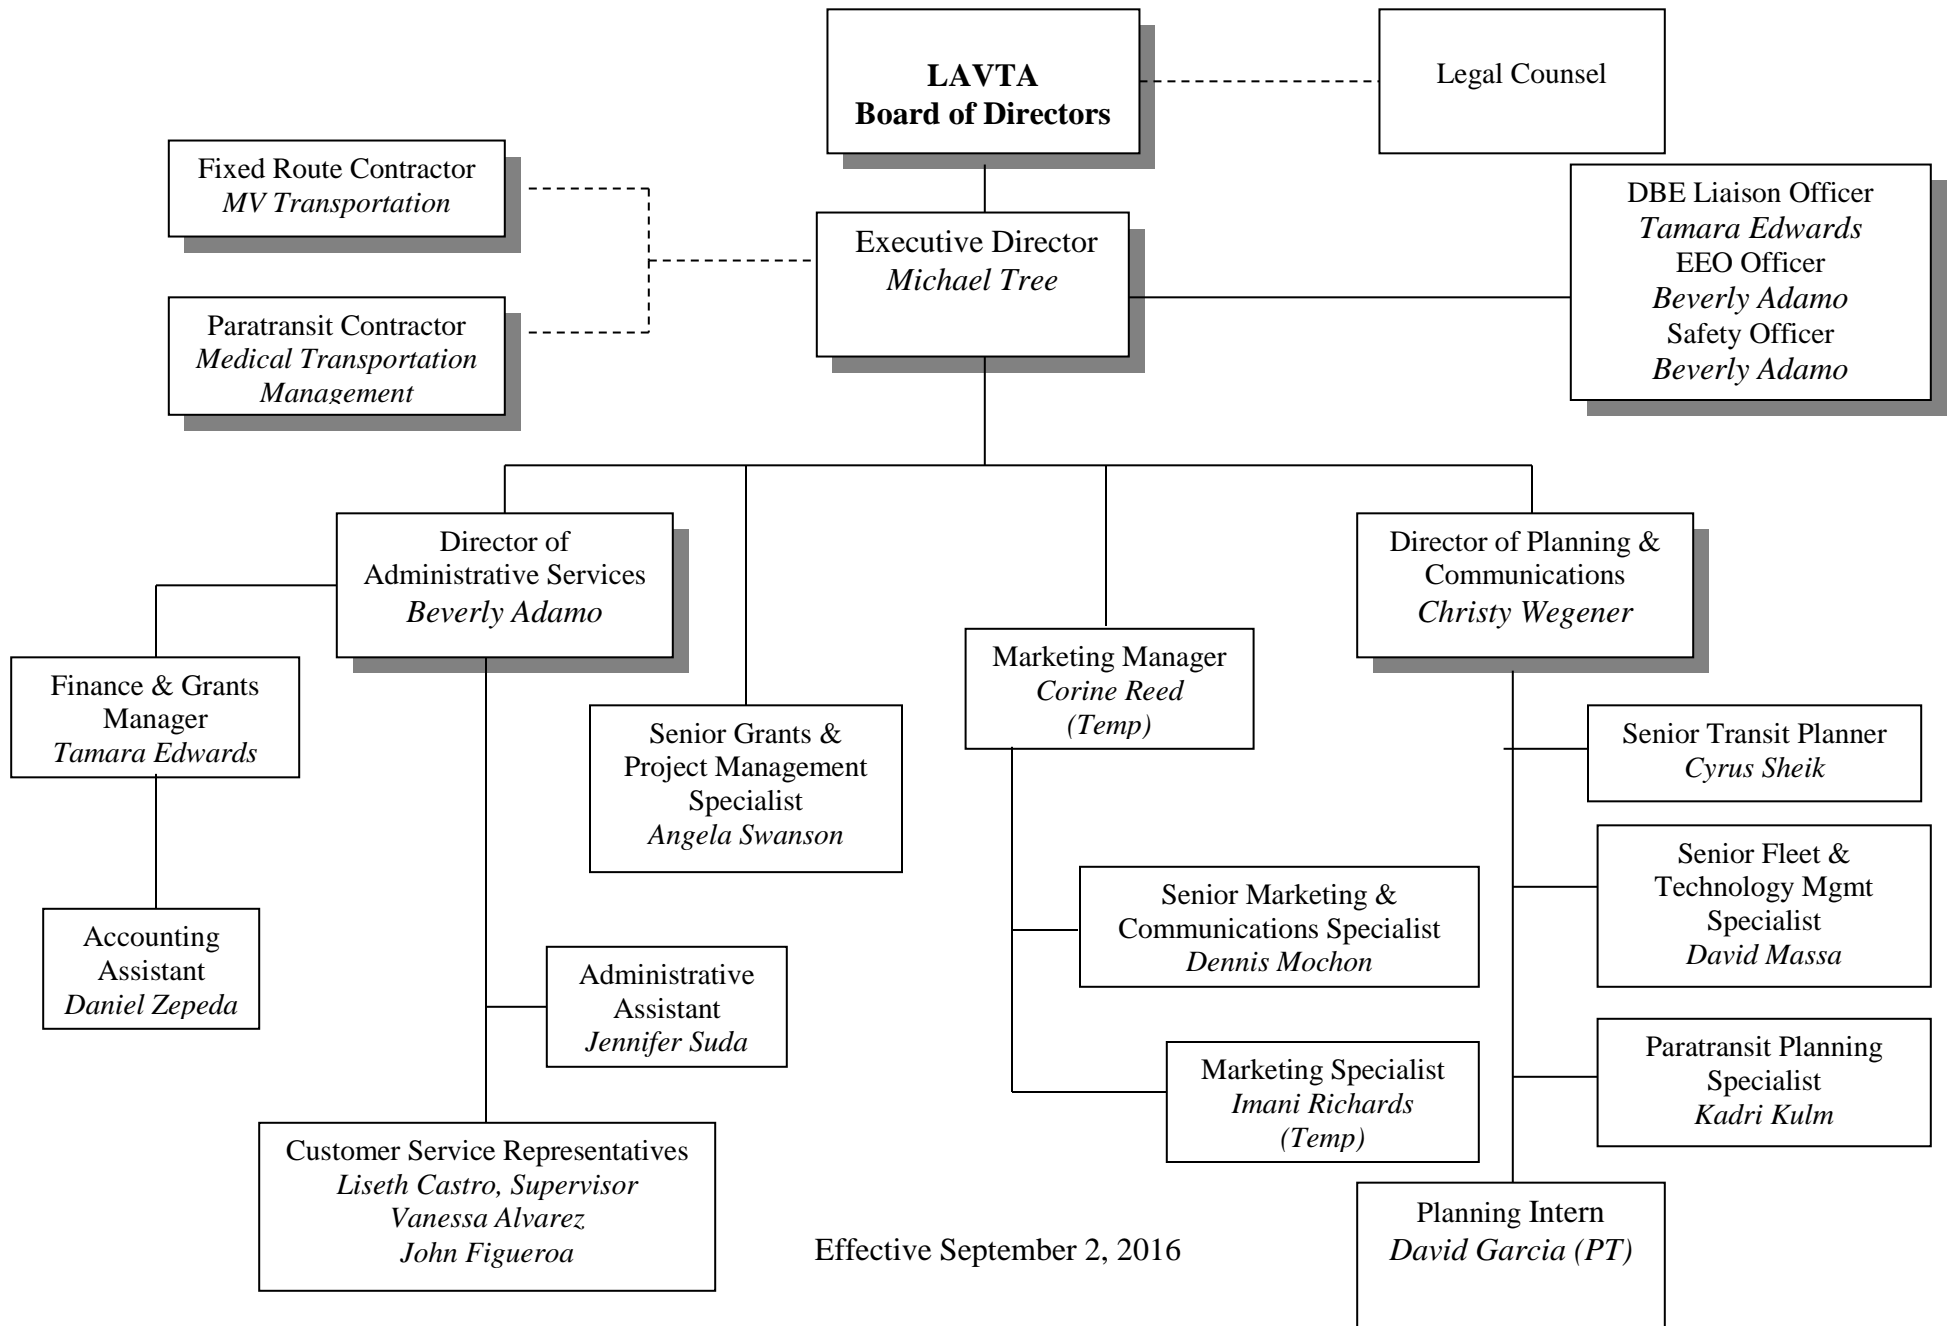 LAVTA
Board of Directors
Legal Counsel
Fixed Route Contractor
MV Transportation
DBE Liaison Officer
Tamara Edwards
EEO Officer
Beverly Adamo
Safety Officer
Beverly Adamo
Executive Director
Michael Tree
Paratransit Contractor
Medical Transportation
Management
Director of
Administrative Services
Beverly Adamo
Director of Planning &
Communications
Christy Wegener
Finance & Grants
Manager
Tamara Edwards
Senior Grants &
Project Management
Specialist
Angela Swanson
Marketing Manager
Corine Reed
(Temp)
Senior Transit Planner
Cyrus Sheik
Senior Fleet &
Technology Mgmt
Specialist
David Massa
Accounting
Assistant
Daniel Zepeda
Administrative
Assistant
Jennifer Suda
Senior Marketing &
Communications Specialist
Dennis Mochon
Paratransit Planning
Specialist
Kadri Kulm
Marketing Specialist
Imani Richards
(Temp)
Customer Service Representatives
Liseth Castro, Supervisor
Vanessa Alvarez
John Figueroa
Planning Intern
David Garcia (PT)
Effective September 2, 2016